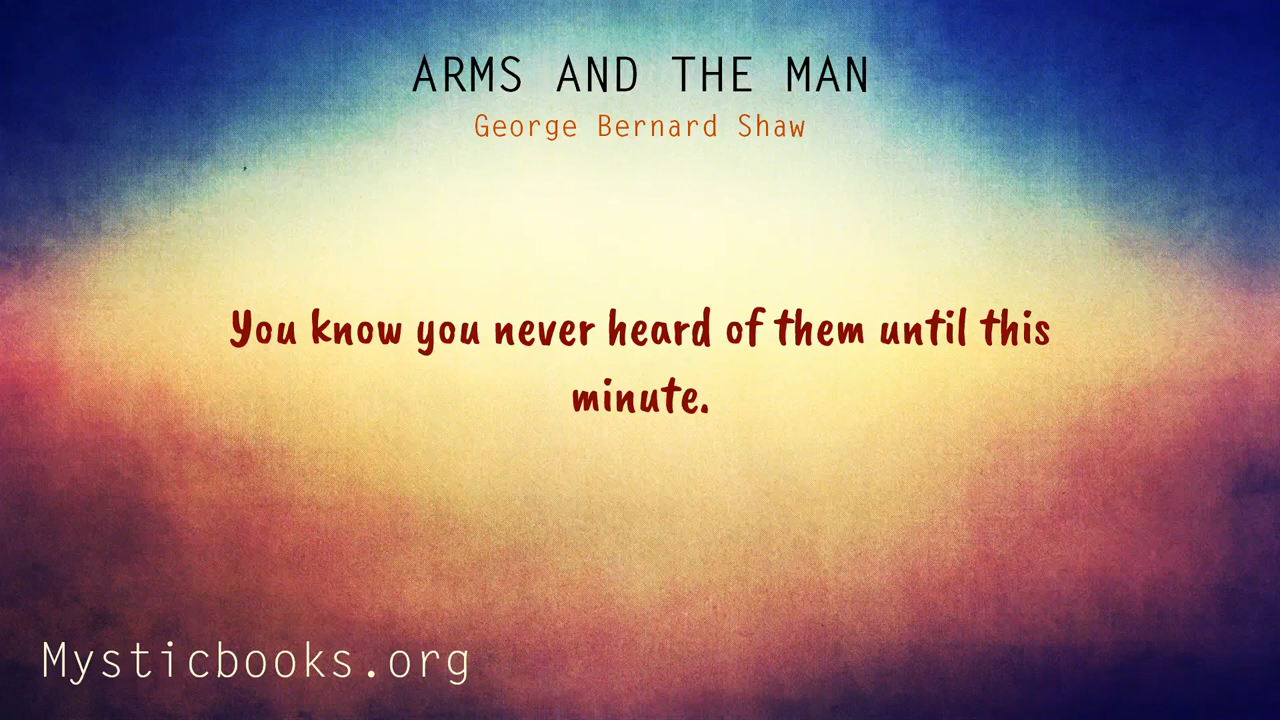 ARMS AND THE MAN
George Bernard Shaw
You know you never heard of them until this
minute.
Mysticbooks.org